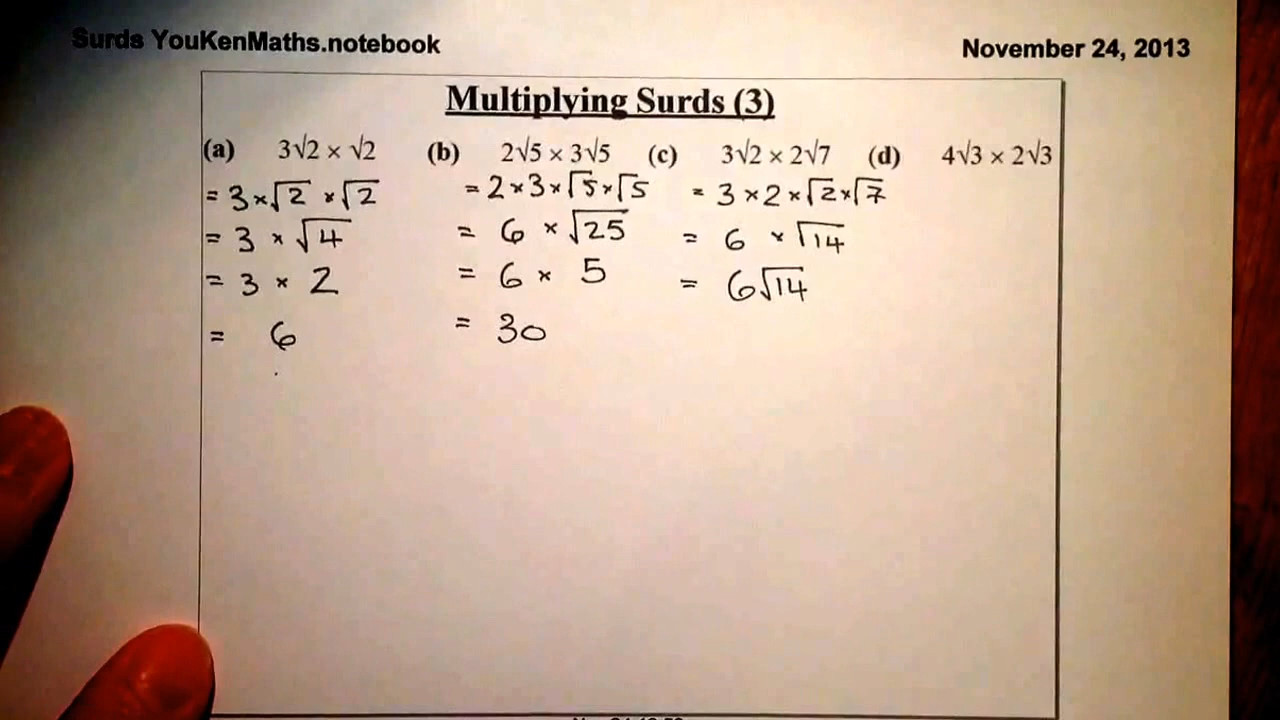 Surds YouKenMaths.notebook
November 24, 2013
Multiplying Surds (3)
(a) 3√2 × √2 (b) 2√5 × 3√5 (c) 3√2 × 2√7 (d) 4√3 × 2√3
= 3 × √2 × √2 = 2 × 3 × √5 × √5 = 3 × 2 × √2 × √7
= 3 × √4 = 6 × √25 = 6 × √14
= 3 × 2 = 6 × 5 = 6√14
= 6 = 30